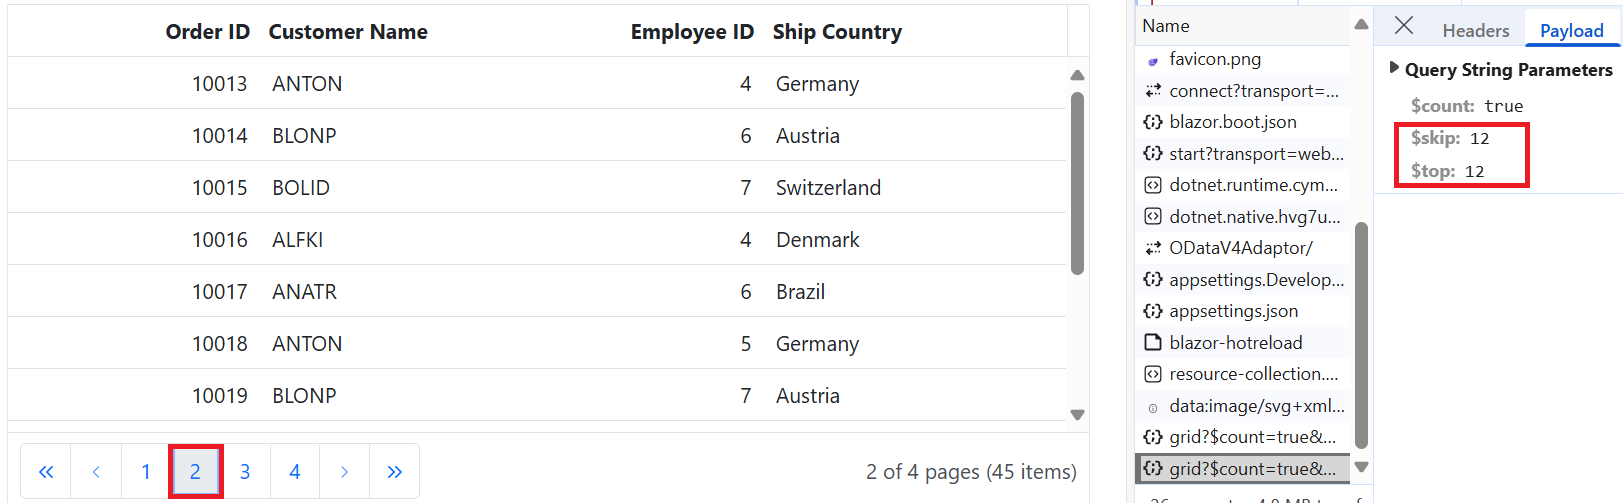 Order ID Customer Name Employee ID Ship Country
10013 ANTON 4 Germany
10014 BLONP 6 Austria
10015 BOLID 7 Switzerland
10016 ALFKI 4 Denmark
10017 ANATR 6 Brazil
10018 ANTON 5 Germany
10019 BLONP 7 Austria
« ‹ 1 2 3 4 › » 2 of 4 pages (45 items)
Name
favicon.png
connect?transport=...
blazor.boot.json
start?transport=web...
dotnet.runtime.cym...
dotnet.native.hvg7u...
ODataV4Adaptor/
appsettings.Develop...
appsettings.json
blazor-hotreload
resource-collection....
data:image/svg+xml...
grid?$count=true&...
grid?$count=true&...
Headers Payload
Query String Parameters
$count: true
$skip: 12
$top: 12